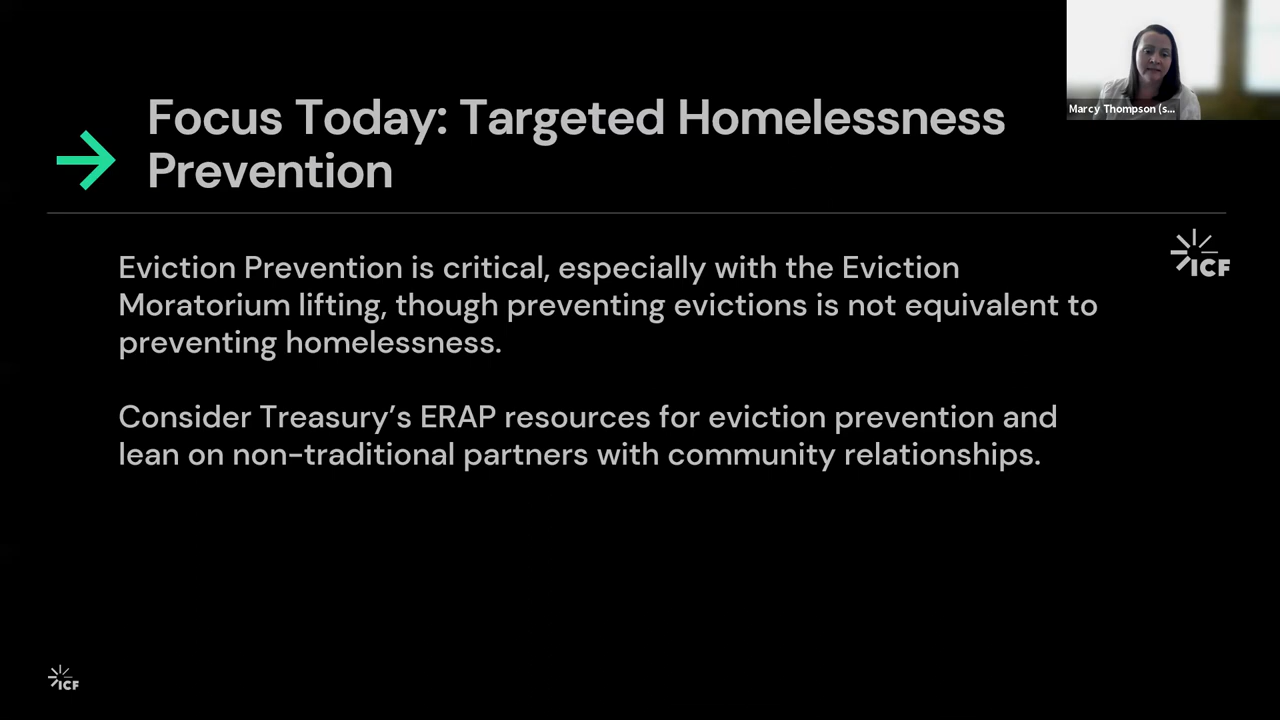 Marcy Thompson (s...
Focus Today: Targeted Homelessness
Prevention
ICF
Eviction Prevention is critical, especially with the Eviction
Moratorium lifting, though preventing evictions is not equivalent to
preventing homelessness.
Consider Treasury’s ERAP resources for eviction prevention and
lean on non-traditional partners with community relationships.
ICF